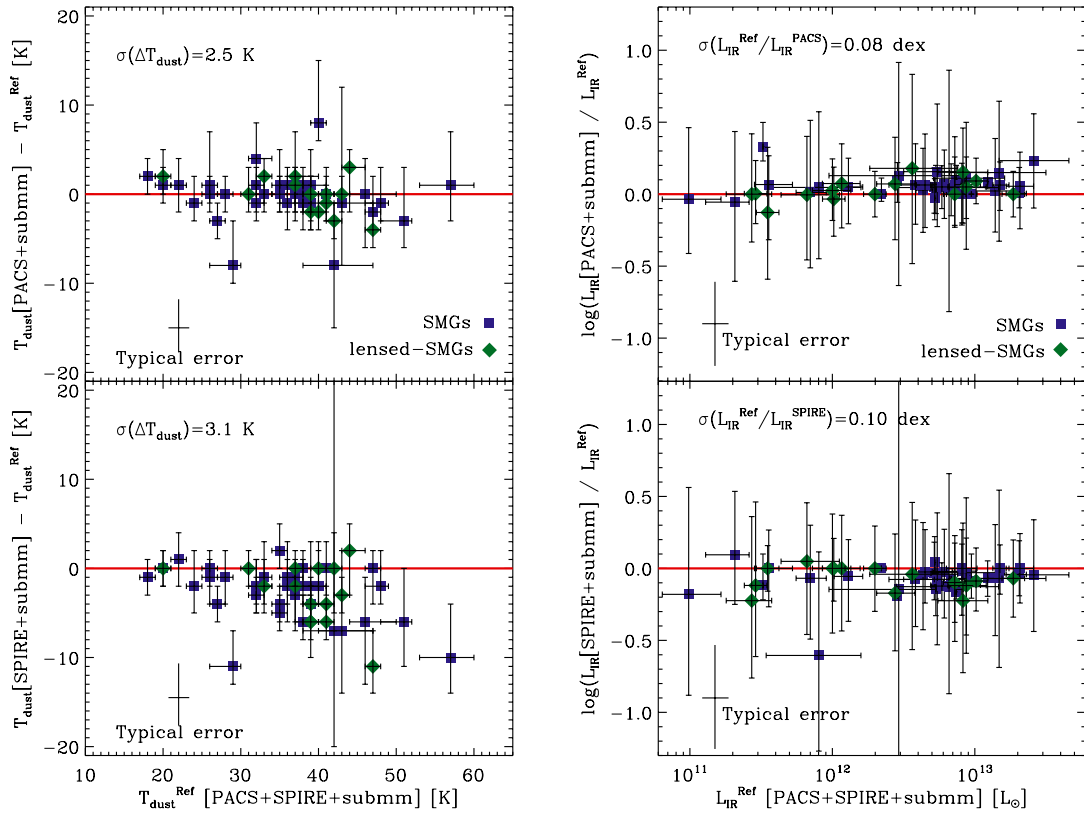 σ(ΔT_dust)=2.5 K
SMGs
lensed-SMGs
Typical error
T_dust[PACS+submm] − T_dust^Ref [K]
20
10
0
−10
−20
σ(L_IR^Ref/L_IR^PACS)=0.08 dex
SMGs
lensed-SMGs
Typical error
log(L_IR[PACS+submm] / L_IR^Ref)
1.0
0.5
0.0
−0.5
−1.0
σ(ΔT_dust)=3.1 K
Typical error
T_dust[SPIRE+submm] − T_dust^Ref [K]
20
10
0
−10
−20
10 20 30 40 50 60
T_dust^Ref [PACS+SPIRE+submm] [K]
σ(L_IR^Ref/L_IR^SPIRE)=0.10 dex
Typical error
log(L_IR[SPIRE+submm] / L_IR^Ref)
1.0
0.5
0.0
−0.5
−1.0
10^11 10^12 10^13
L_IR^Ref [PACS+SPIRE+submm] [L_⊙]